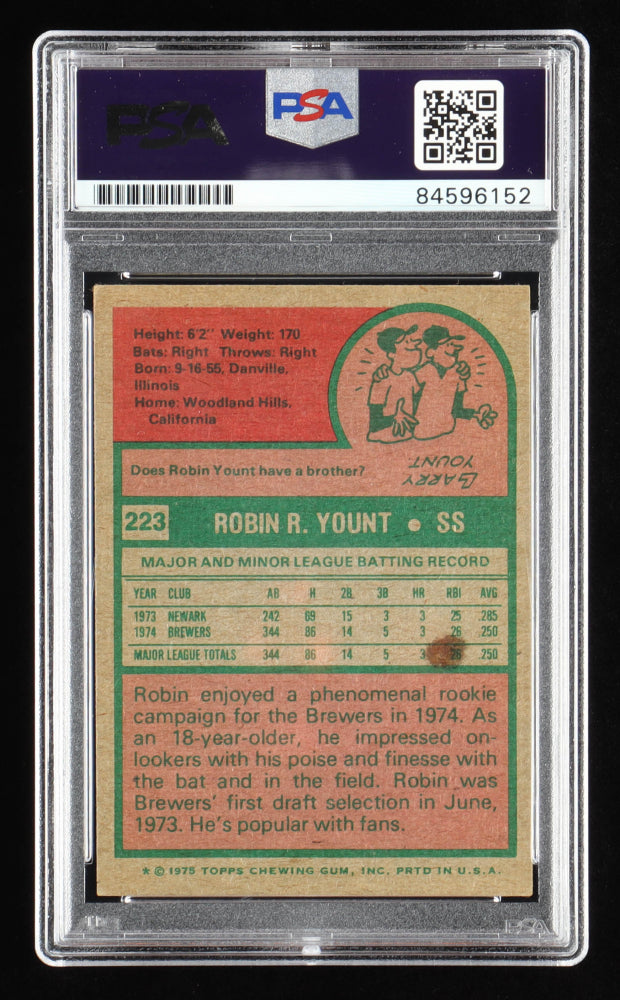 PSA
PSA
84596152
Height: 6'2" Weight: 170
Bats: Right Throws: Right
Born: 9-16-55, Danville,
Illinois
Home: Woodland Hills,
California
Does Robin Yount have a brother?
LARRY
YOUNT
223 ROBIN R. YOUNT • SS
MAJOR AND MINOR LEAGUE BATTING RECORD
YEAR CLUB AB H 2B 3B HR RBI AVG
1973 NEWARK 242 69 15 3 3 25 .285
1974 BREWERS 344 86 14 5 3 26 .250
MAJOR LEAGUE TOTALS 344 86 14 5 3 26 .250
Robin enjoyed a phenomenal rookie
campaign for the Brewers in 1974. As
an 18-year-older, he impressed on-
lookers with his poise and finesse with
the bat and in the field. Robin was
Brewers' first draft selection in June,
1973. He's popular with fans.
* © 1975 TOPPS CHEWING GUM, INC. PRTD IN U.S.A.
PSA